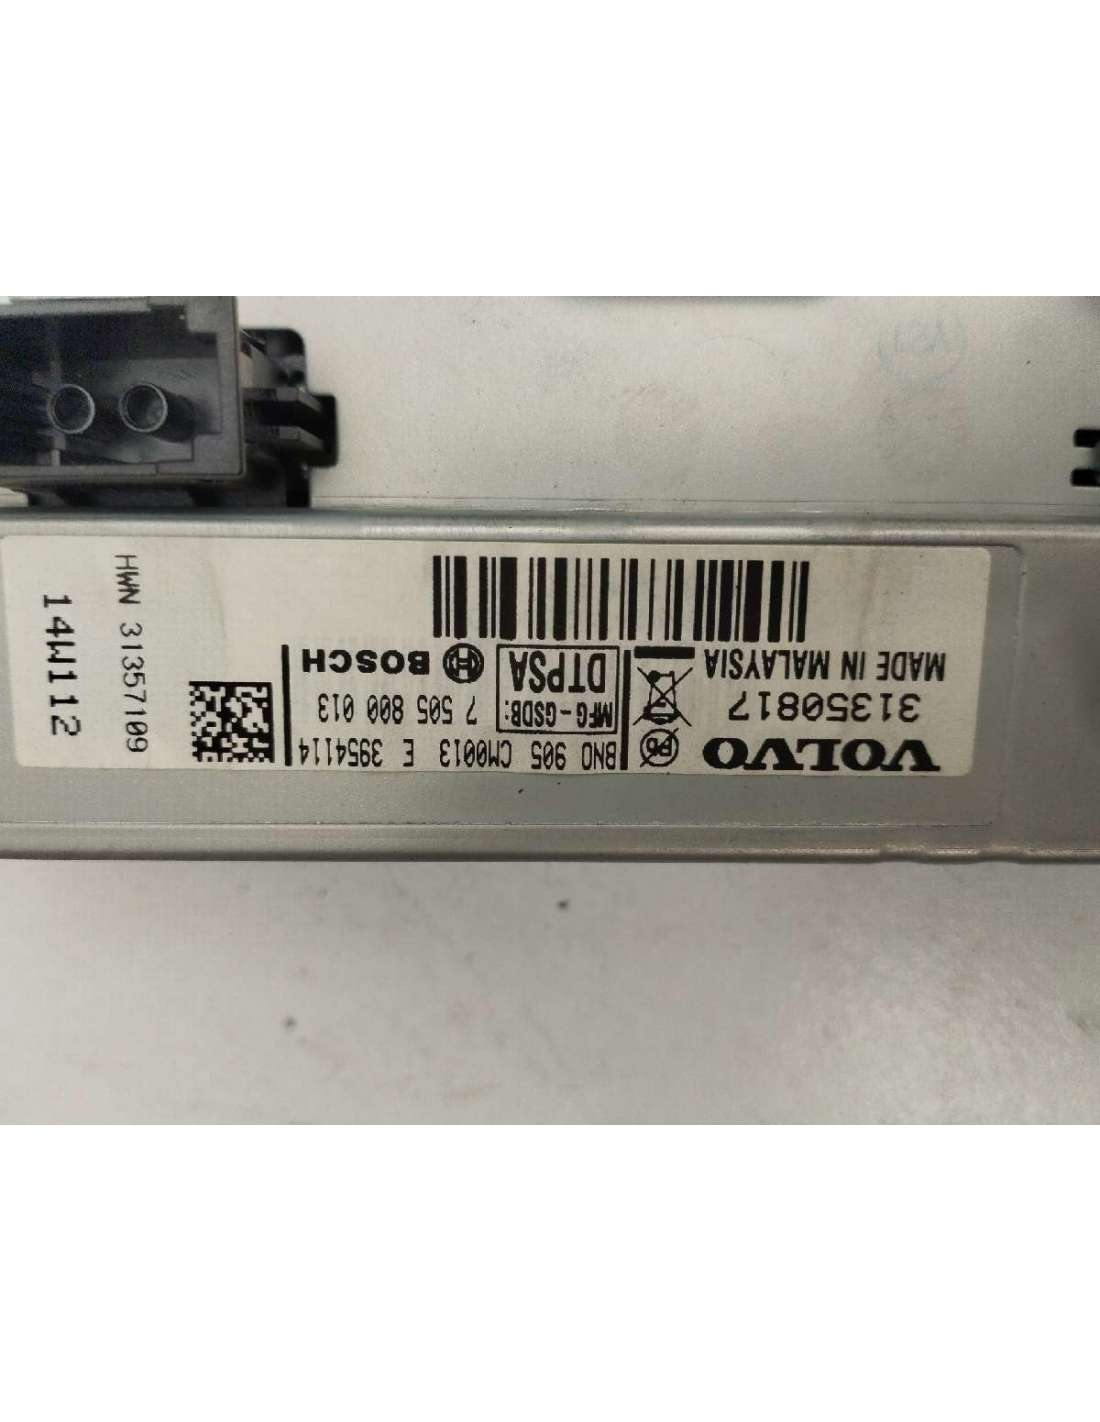 VOLVO
31350817
MADE IN MALAYSIA
Pb
BNO 905 CM0013 E 3954114
MFG-GSDB:
DTPSA
7 505 800 013
BOSCH
HWN 31357109
14W112